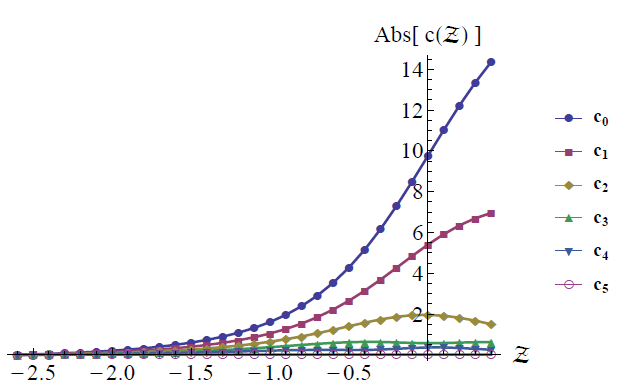 Abs[ c(𝒵) ]
14
12
10
8
6
4
2
−2.5 −2.0 −1.5 −1.0 −0.5 𝒵
c₀
c₁
c₂
c₃
c₄
c₅